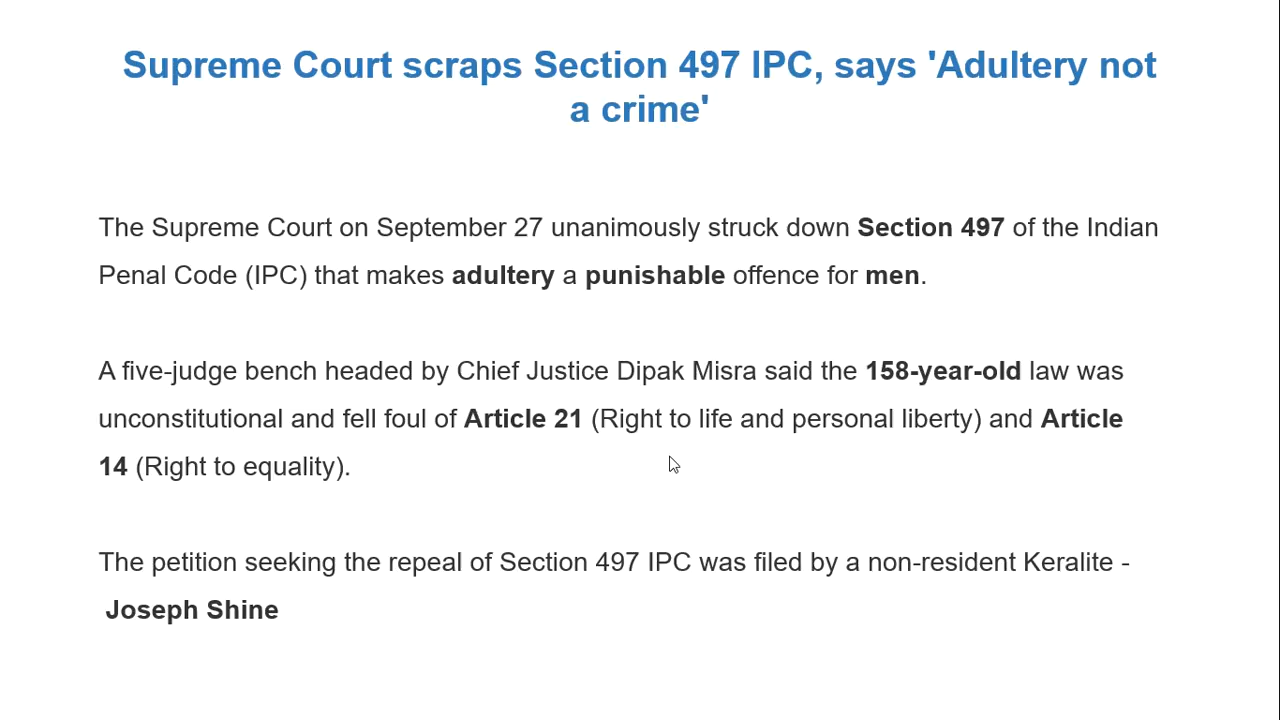 Supreme Court scraps Section 497 IPC, says 'Adultery not
a crime'
The Supreme Court on September 27 unanimously struck down Section 497 of the Indian
Penal Code (IPC) that makes adultery a punishable offence for men.
A five-judge bench headed by Chief Justice Dipak Misra said the 158-year-old law was
unconstitutional and fell foul of Article 21 (Right to life and personal liberty) and Article
14 (Right to equality).
The petition seeking the repeal of Section 497 IPC was filed by a non-resident Keralite -
Joseph Shine